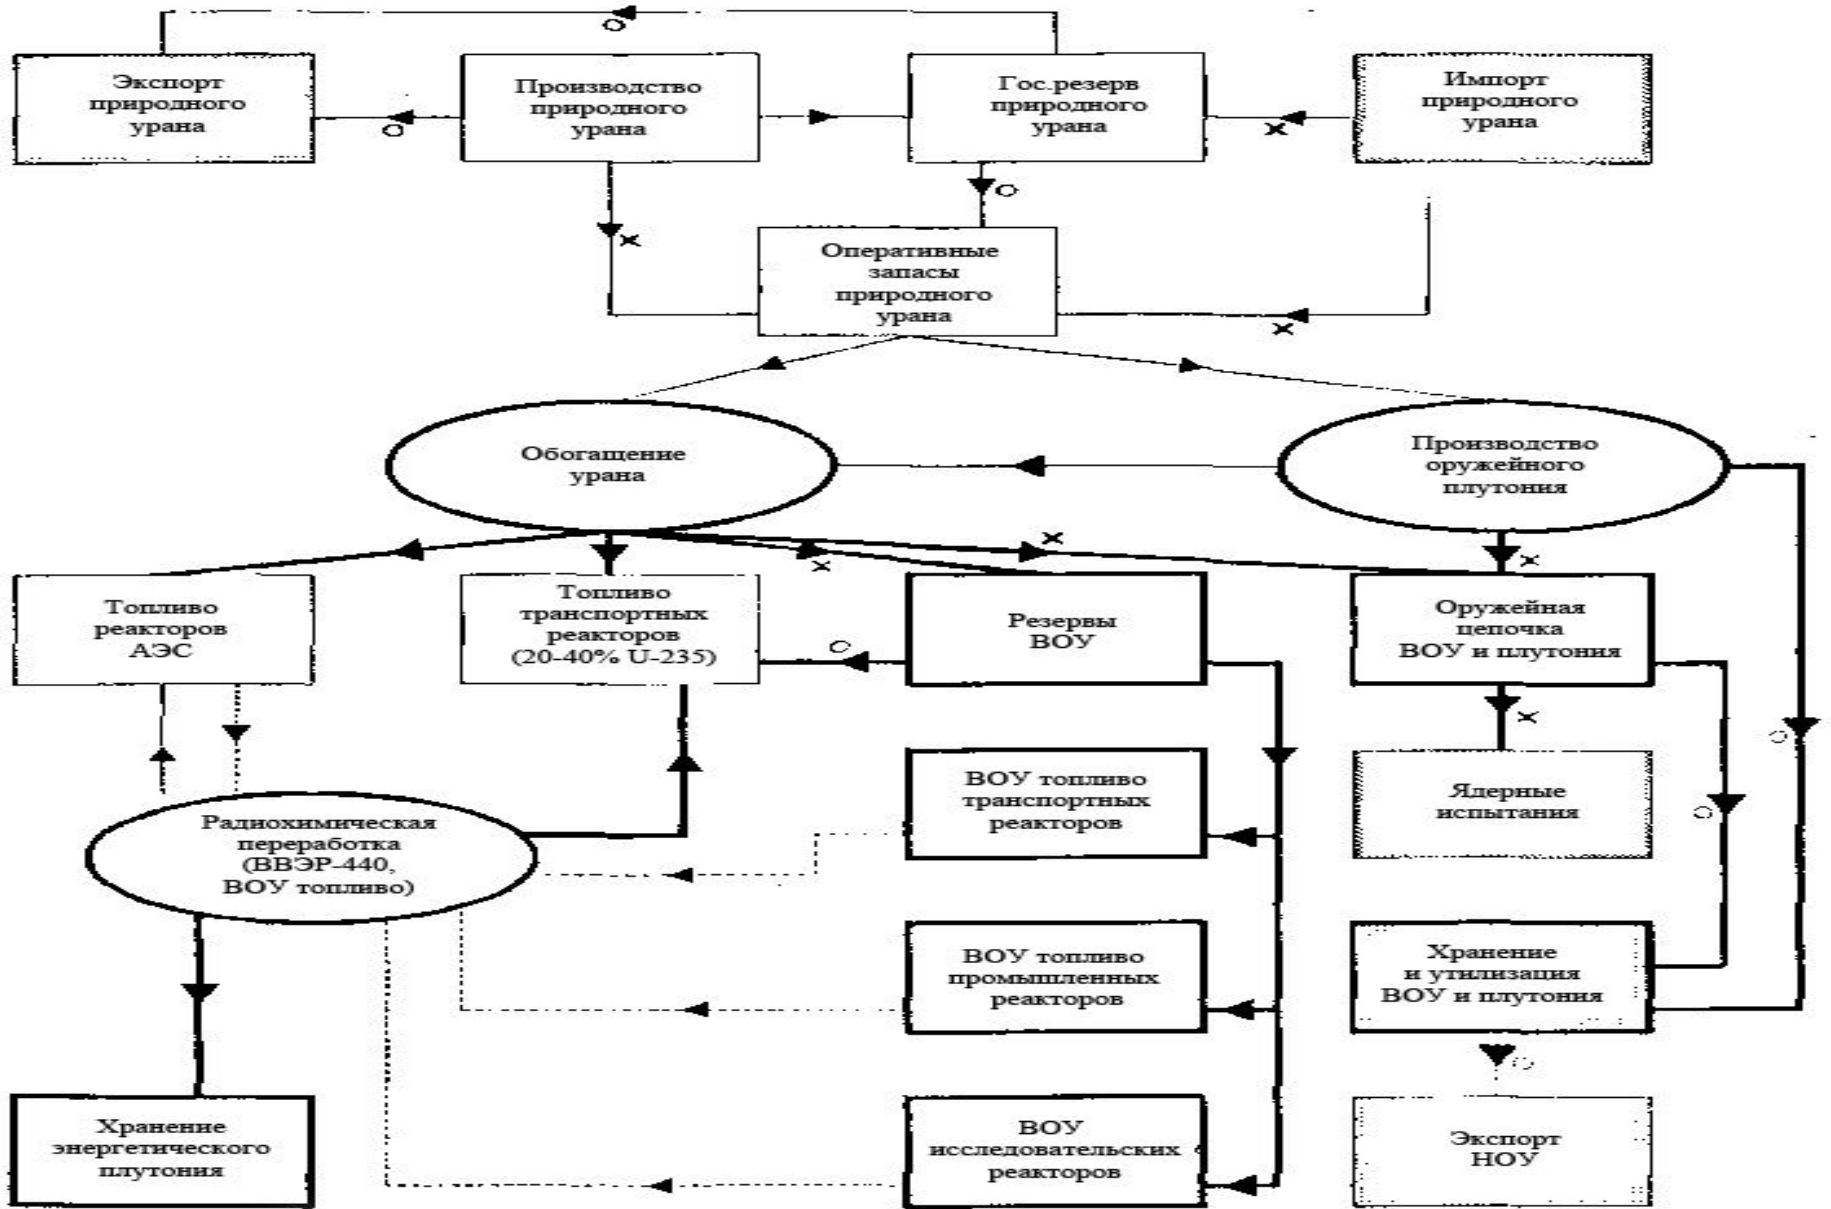 Экспорт
природного
урана
Производство
природного
урана
Гос.резерв
природного
урана
Импорт
природного
урана
Оперативные
запасы
природного
урана
Обогащение
урана
Производство
оружейного
плутония
Топливо
реакторов
АЭС
Топливо
транспортных
реакторов
(20-40% U-235)
Резервы
ВОУ
Оружейная
цепочка
ВОУ и плутония
ВОУ топливо
транспортных
реакторов
Ядерные
испытания
Радиохимическая
переработка
(ВВЭР-440,
ВОУ топливо)
ВОУ топливо
промышленных
реакторов
Хранение
и утилизация
ВОУ и плутония
Хранение
энергетического
плутония
ВОУ
исследовательских
реакторов
Экспорт
НОУ